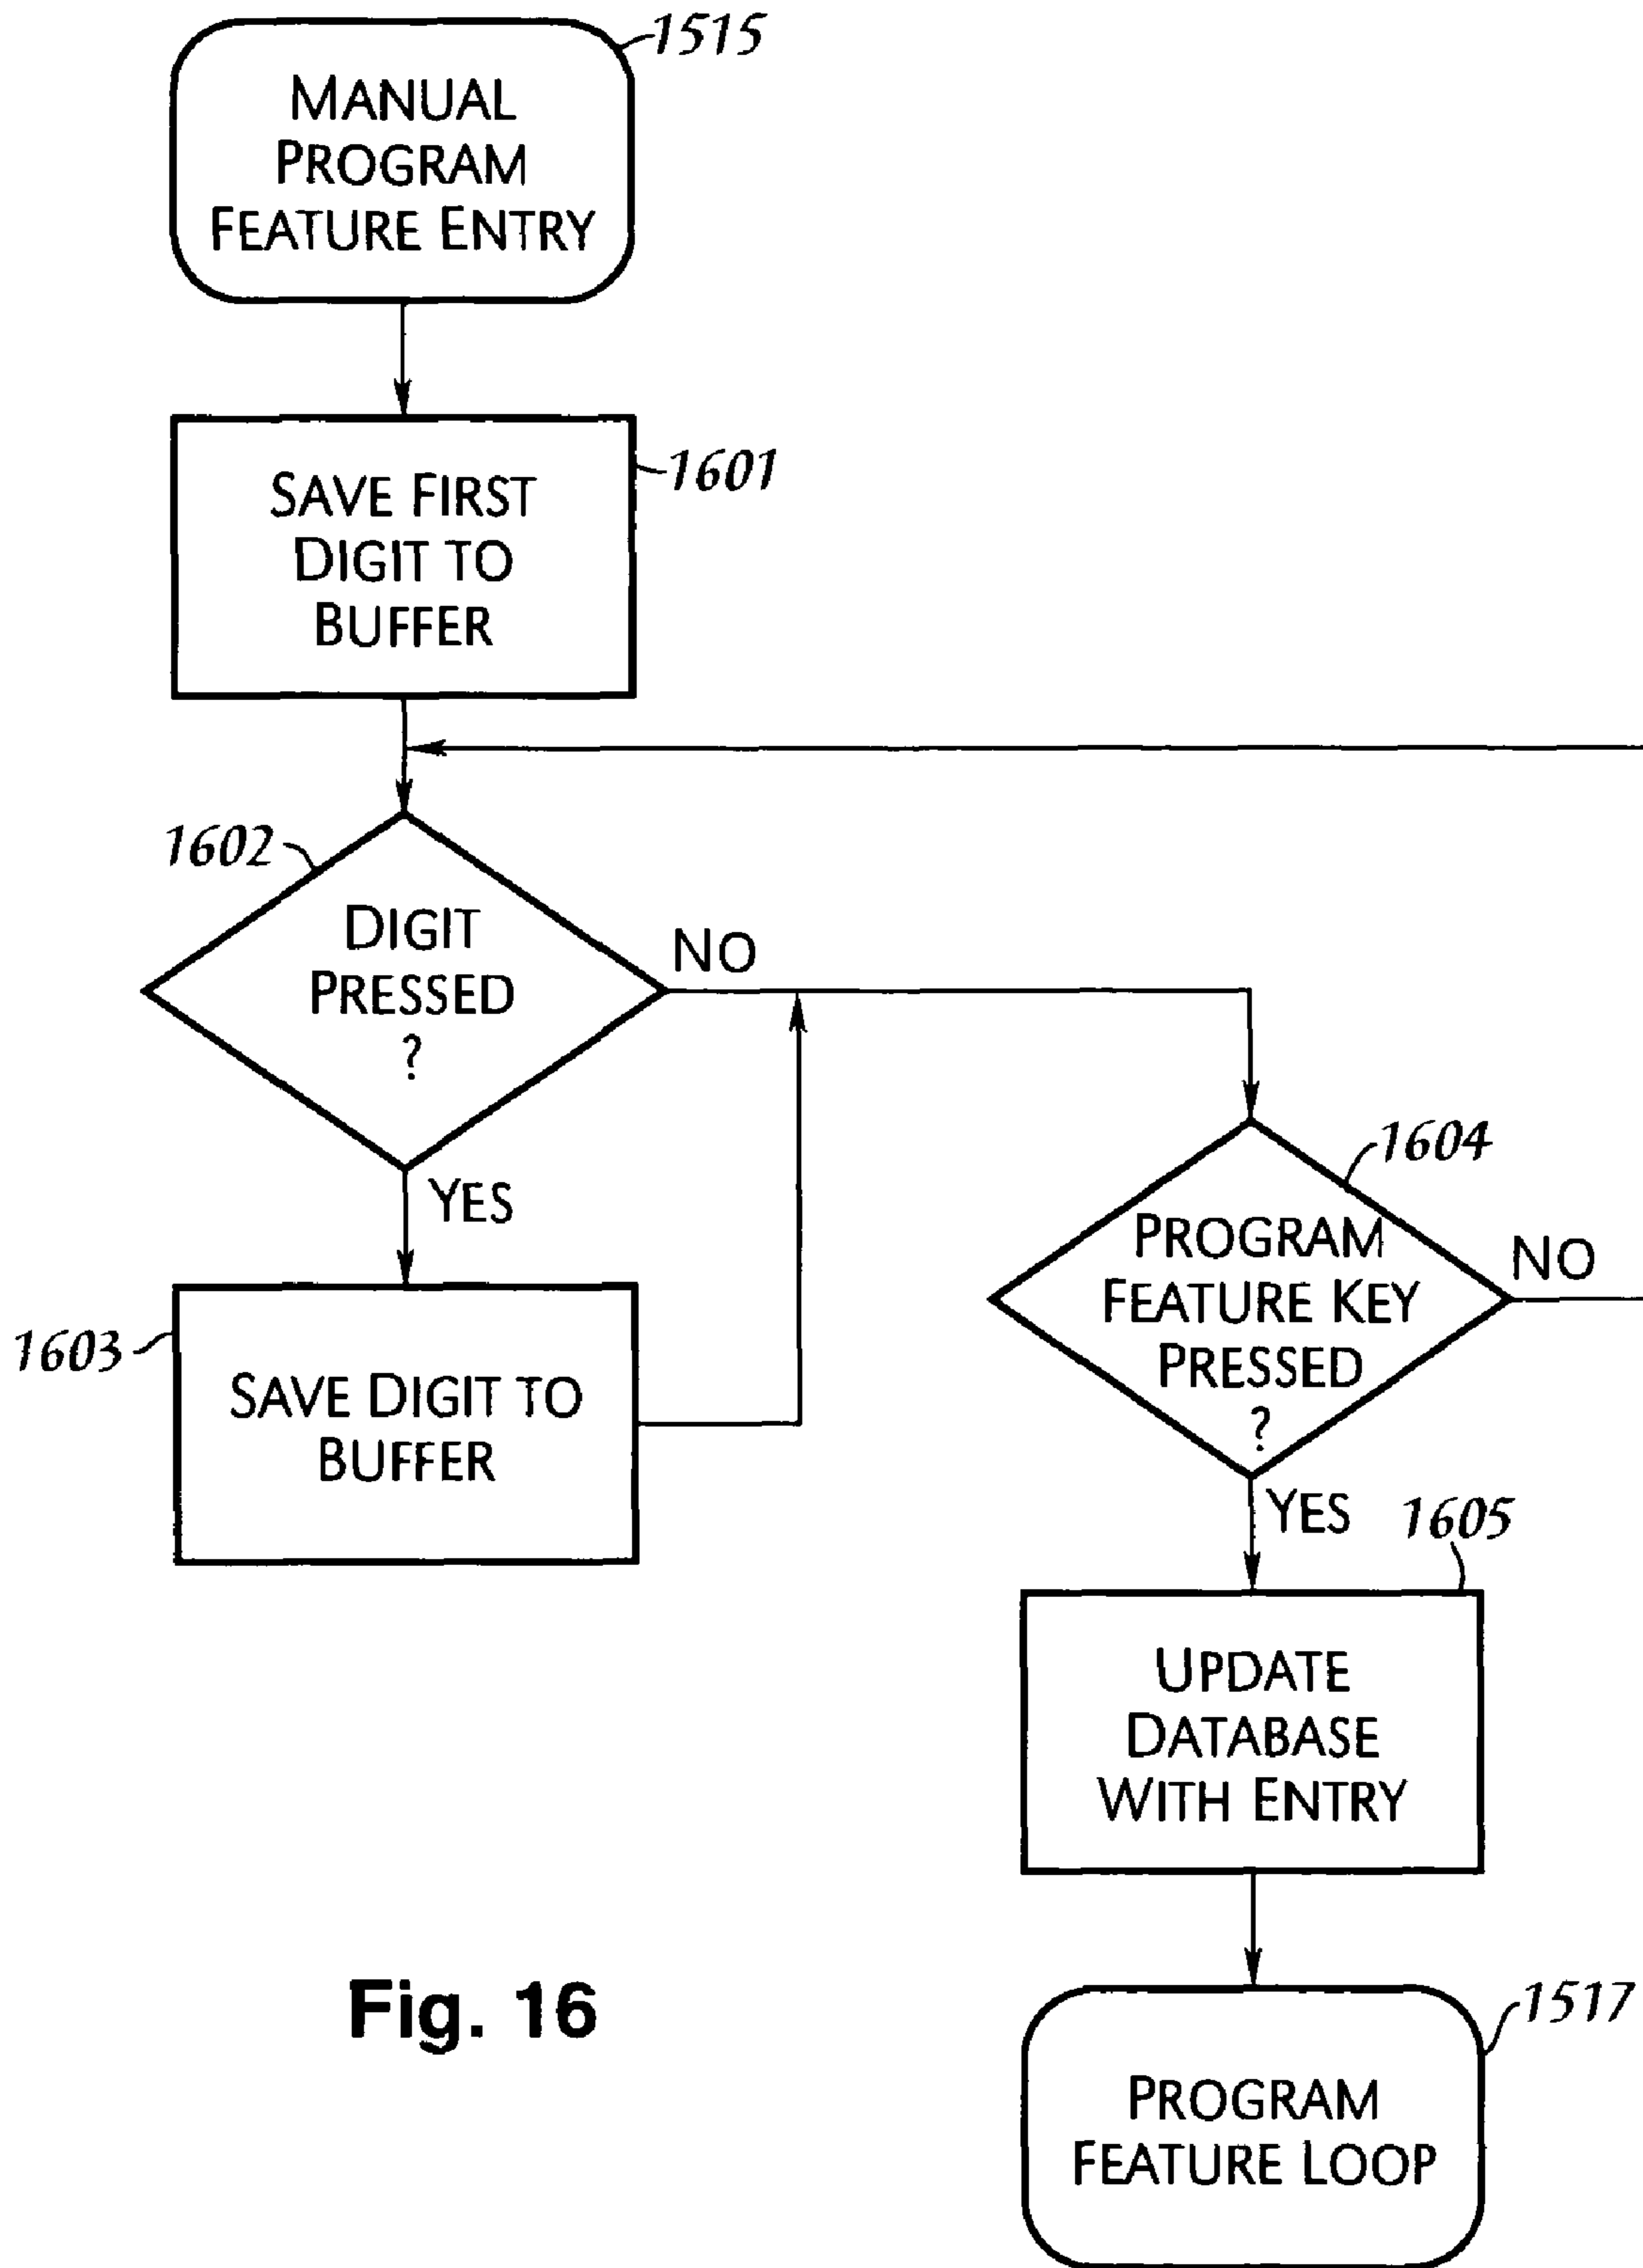 1515
MANUAL
PROGRAM
FEATURE ENTRY
1601
SAVE FIRST
DIGIT TO
BUFFER
1602
DIGIT
PRESSED
?
NO
YES
1603
SAVE DIGIT TO
BUFFER
1604
PROGRAM
FEATURE KEY
PRESSED
?
NO
YES
1605
UPDATE
DATABASE
WITH ENTRY
1517
PROGRAM
FEATURE LOOP
Fig. 16